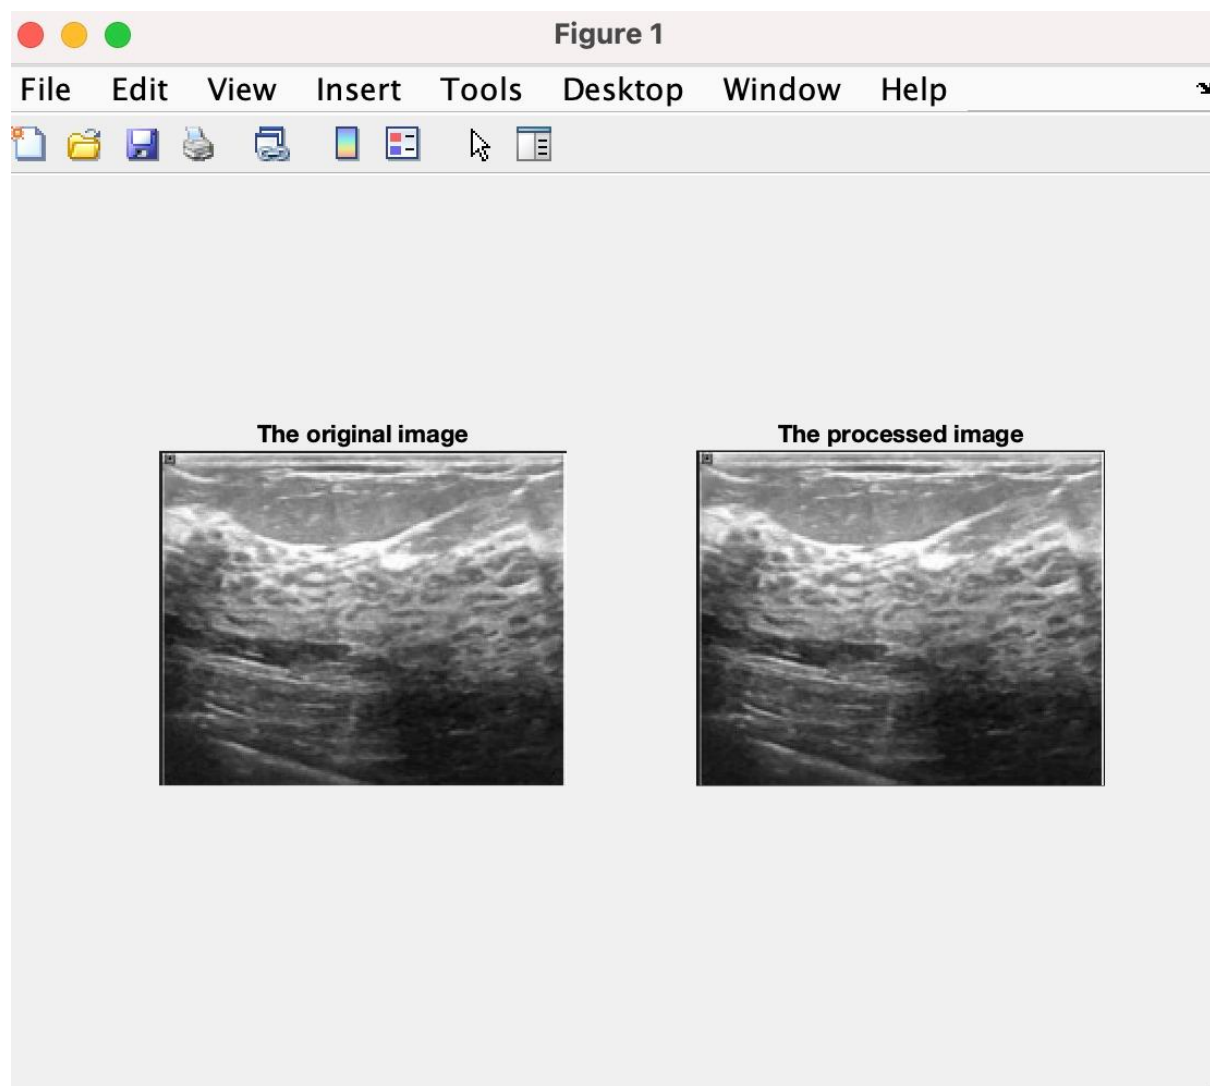 Figure 1
File Edit View Insert Tools Desktop Window Help
The original image
The processed image